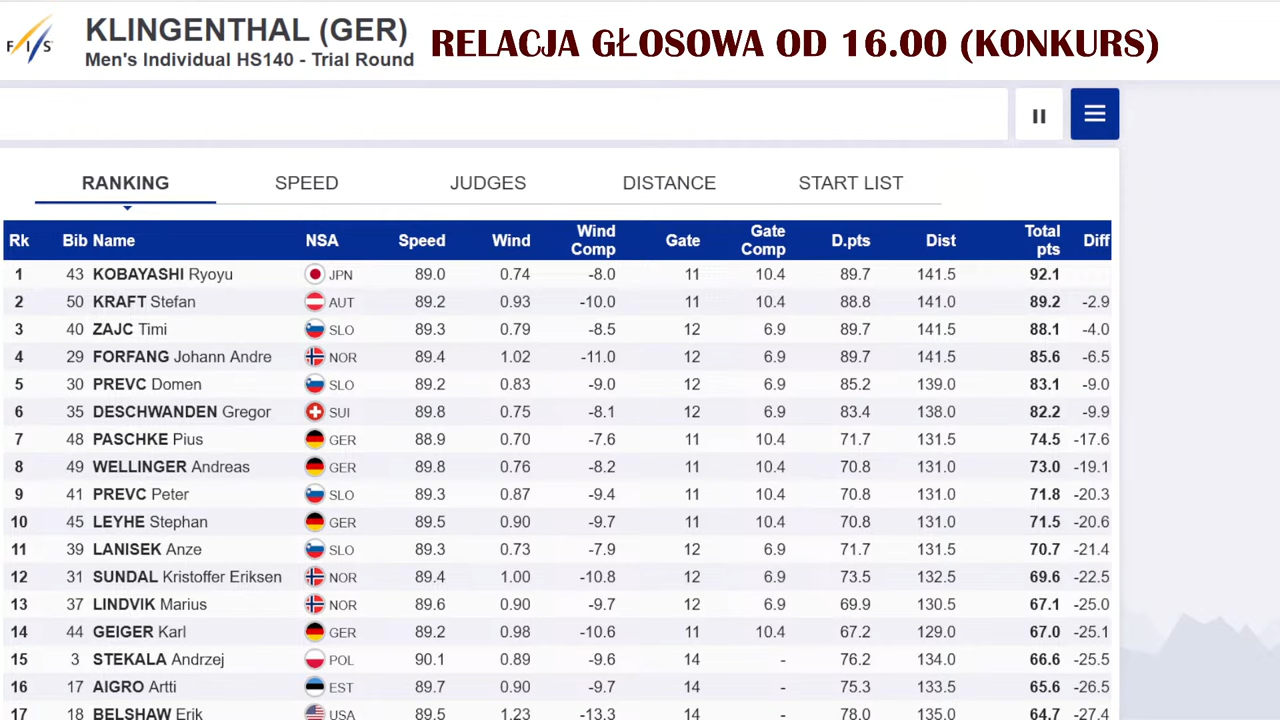 FIS
KLINGENTHAL (GER)
Men's Individual HS140 - Trial Round
RELACJA GŁOSOWA OD 16.00 (KONKURS)
RANKING SPEED JUDGES DISTANCE START LIST
Rk Bib Name NSA Speed Wind Wind Comp Gate Gate Comp D.pts Dist Total pts Diff
1 43 KOBAYASHI Ryoyu JPN 89.0 0.74 -8.0 11 10.4 89.7 141.5 92.1
2 50 KRAFT Stefan AUT 89.2 0.93 -10.0 11 10.4 88.8 141.0 89.2 -2.9
3 40 ZAJC Timi SLO 89.3 0.79 -8.5 12 6.9 89.7 141.5 88.1 -4.0
4 29 FORFANG Johann Andre NOR 89.4 1.02 -11.0 12 6.9 89.7 141.5 85.6 -6.5
5 30 PREVC Domen SLO 89.2 0.83 -9.0 12 6.9 85.2 139.0 83.1 -9.0
6 35 DESCHWANDEN Gregor SUI 89.8 0.75 -8.1 12 6.9 83.4 138.0 82.2 -9.9
7 48 PASCHKE Pius GER 88.9 0.70 -7.6 11 10.4 71.7 131.5 74.5 -17.6
8 49 WELLINGER Andreas GER 89.8 0.76 -8.2 11 10.4 70.8 131.0 73.0 -19.1
9 41 PREVC Peter SLO 89.3 0.87 -9.4 11 10.4 70.8 131.0 71.8 -20.3
10 45 LEYHE Stephan GER 89.5 0.90 -9.7 11 10.4 70.8 131.0 71.5 -20.6
11 39 LANISEK Anze SLO 89.3 0.73 -7.9 12 6.9 71.7 131.5 70.7 -21.4
12 31 SUNDAL Kristoffer Eriksen NOR 89.4 1.00 -10.8 12 6.9 73.5 132.5 69.6 -22.5
13 37 LINDVIK Marius NOR 89.6 0.90 -9.7 12 6.9 69.9 130.5 67.1 -25.0
14 44 GEIGER Karl GER 89.2 0.98 -10.6 11 10.4 67.2 129.0 67.0 -25.1
15 3 STEKALA Andrzej POL 90.1 0.89 -9.6 14 - 76.2 134.0 66.6 -25.5
16 17 AIGRO Artti EST 89.7 0.90 -9.7 14 - 75.3 133.5 65.6 -26.5
17 18 BELSHAW Erik USA 89.5 1.23 -13.3 14 - 78.0 135.0 64.7 -27.4